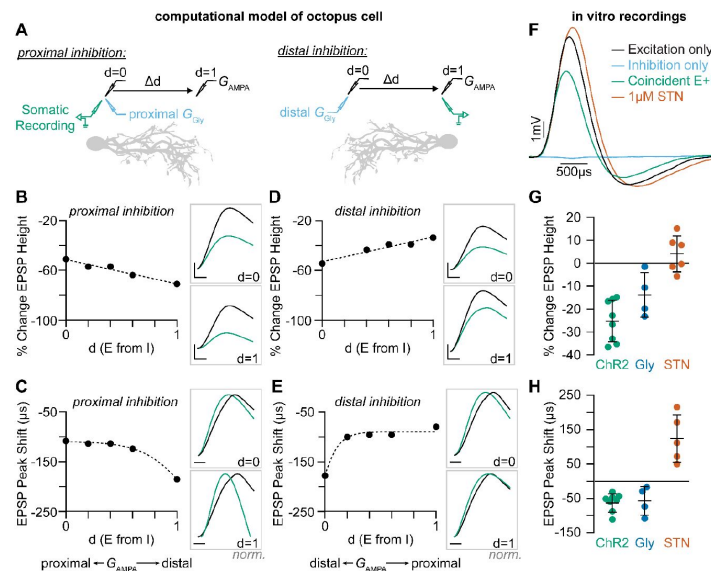 computational model of octopus cell
in vitro recordings
A
proximal inhibition:
d=0
Δd
d=1
GAMPA
Somatic
Recording
proximal GGly
distal inhibition:
d=0
Δd
d=1
GAMPA
distal GGly
F
Excitation only
Inhibition only
Coincident E+
1µM STN
1mV
500µs
B
proximal inhibition
% Change EPSP Height
-20
-60
-100
0
1
d (E from I)
d=0
d=1
D
distal inhibition
% Change EPSP Height
-20
-60
-100
0
1
d (E from I)
d=0
d=1
G
% Change EPSP Height
20
10
0
-10
-20
-30
-40
ChR2
Gly
STN
C
proximal inhibition
EPSP Peak Shift (µs)
-50
-150
-250
0
1
d (E from I)
proximal
GAMPA
distal
d=0
d=1
norm.
E
distal inhibition
EPSP Peak Shift (µs)
-50
-150
-250
0
1
d (E from I)
distal
GAMPA
proximal
d=0
d=1
norm.
H
EPSP Peak Shift (µs)
250
150
50
-50
-150
ChR2
Gly
STN